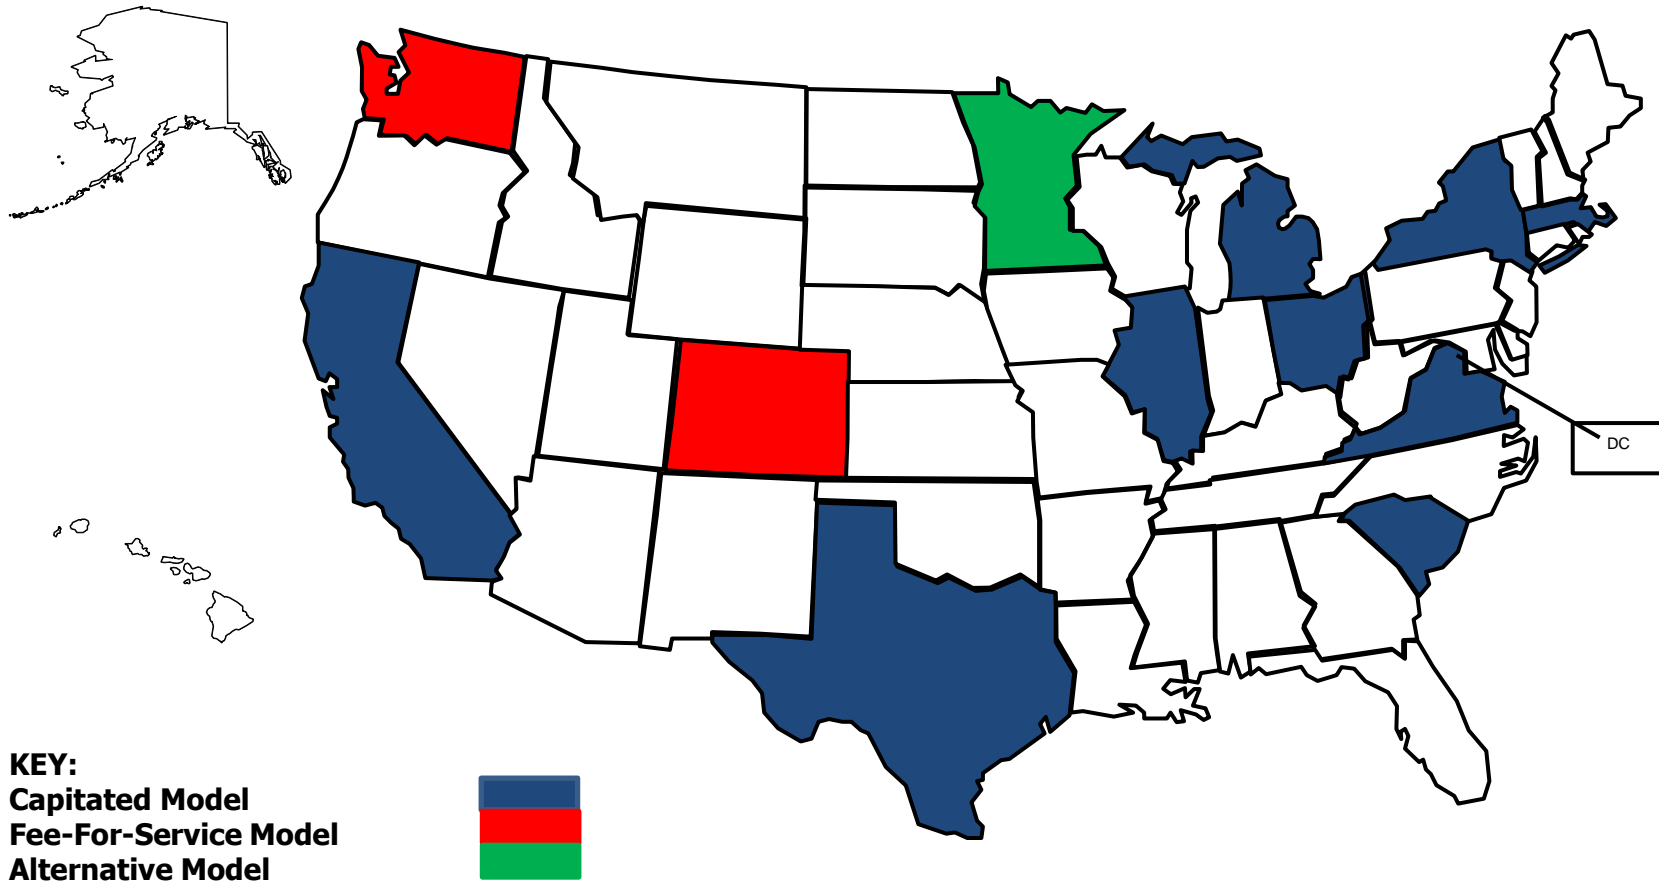 DC
KEY:
Capitated Model
Fee-For-Service Model
Alternative Model